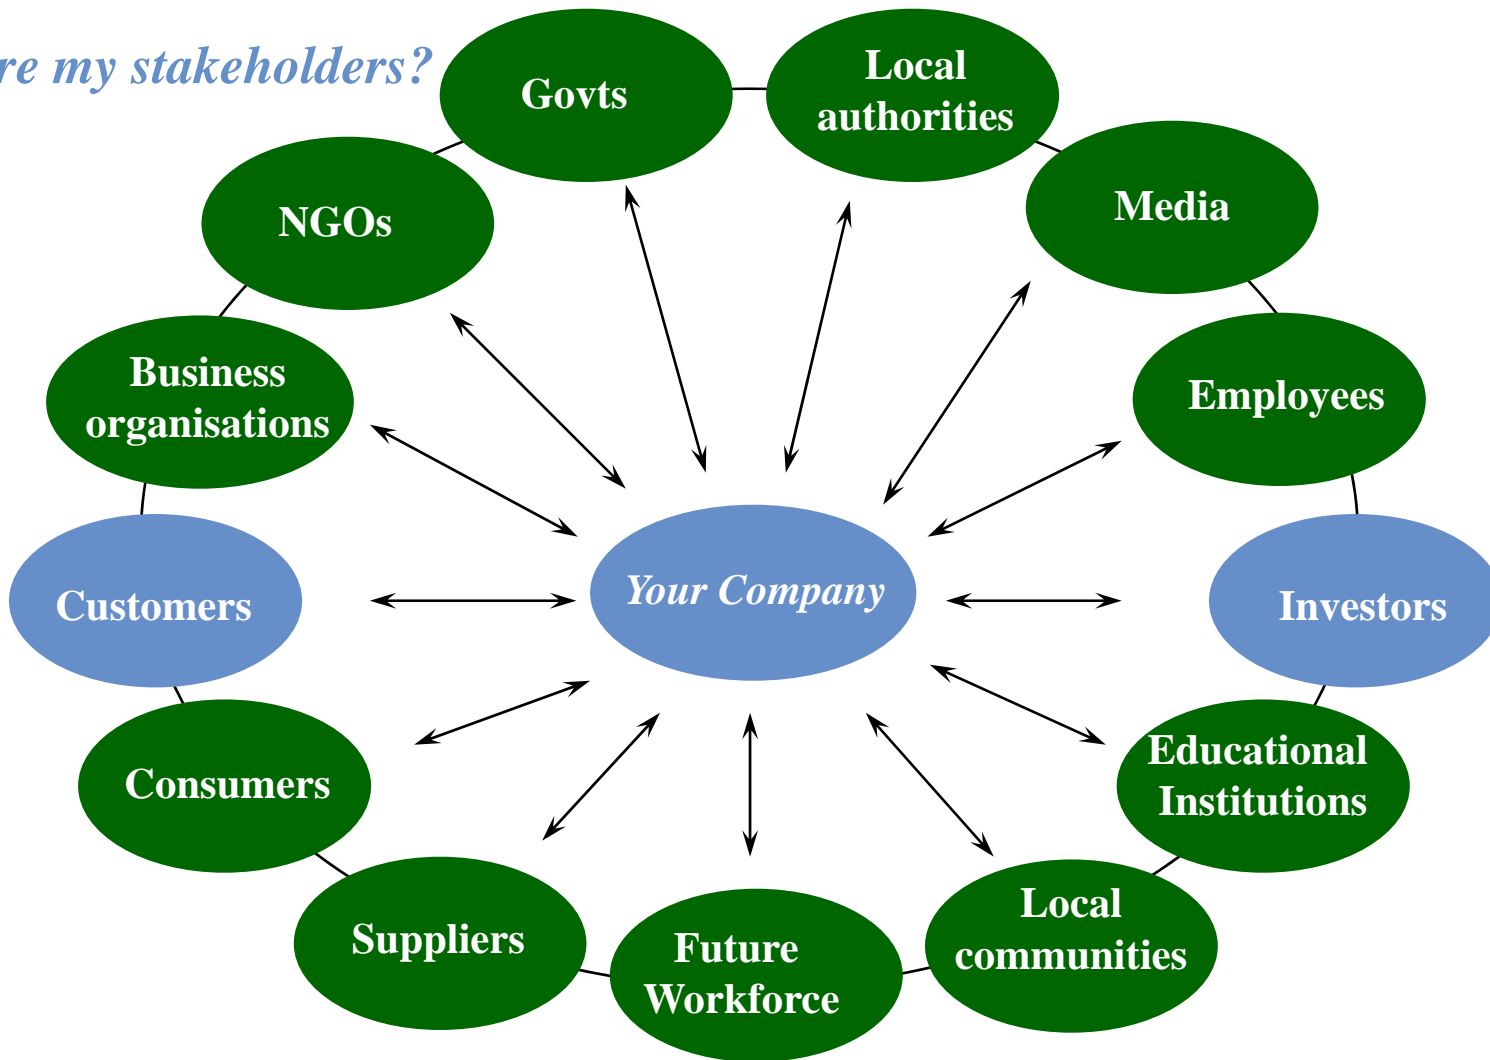 re my stakeholders?
Govts
Local
authorities
NGOs
Media
Business
organisations
Employees
Customers
Your Company
Investors
Consumers
Educational
Institutions
Suppliers
Future
Workforce
Local
communities